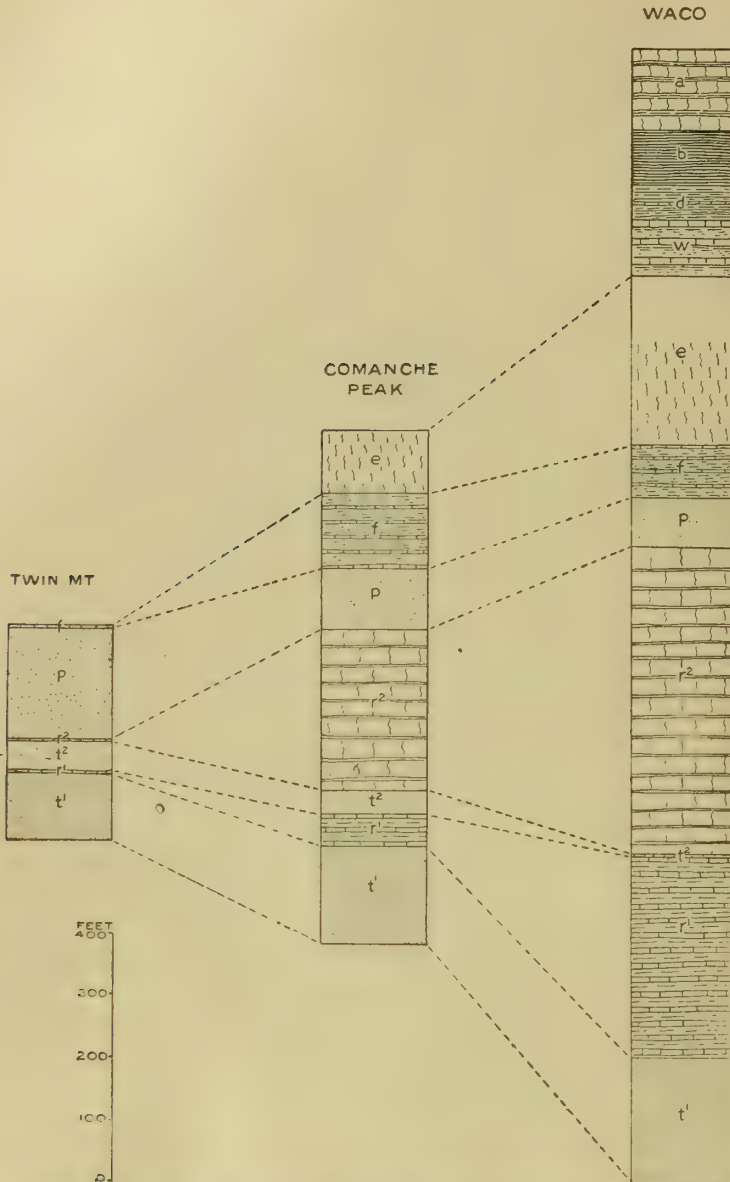 WACO
a
b
d
w
e
f
p
r²
t²
r¹
t¹
COMANCHE
PEAK
e
f
p
r²
t²
r¹
t¹
TWIN MT
f
p
r²
t²
r¹
t¹
FEET
400
300
200
100
0